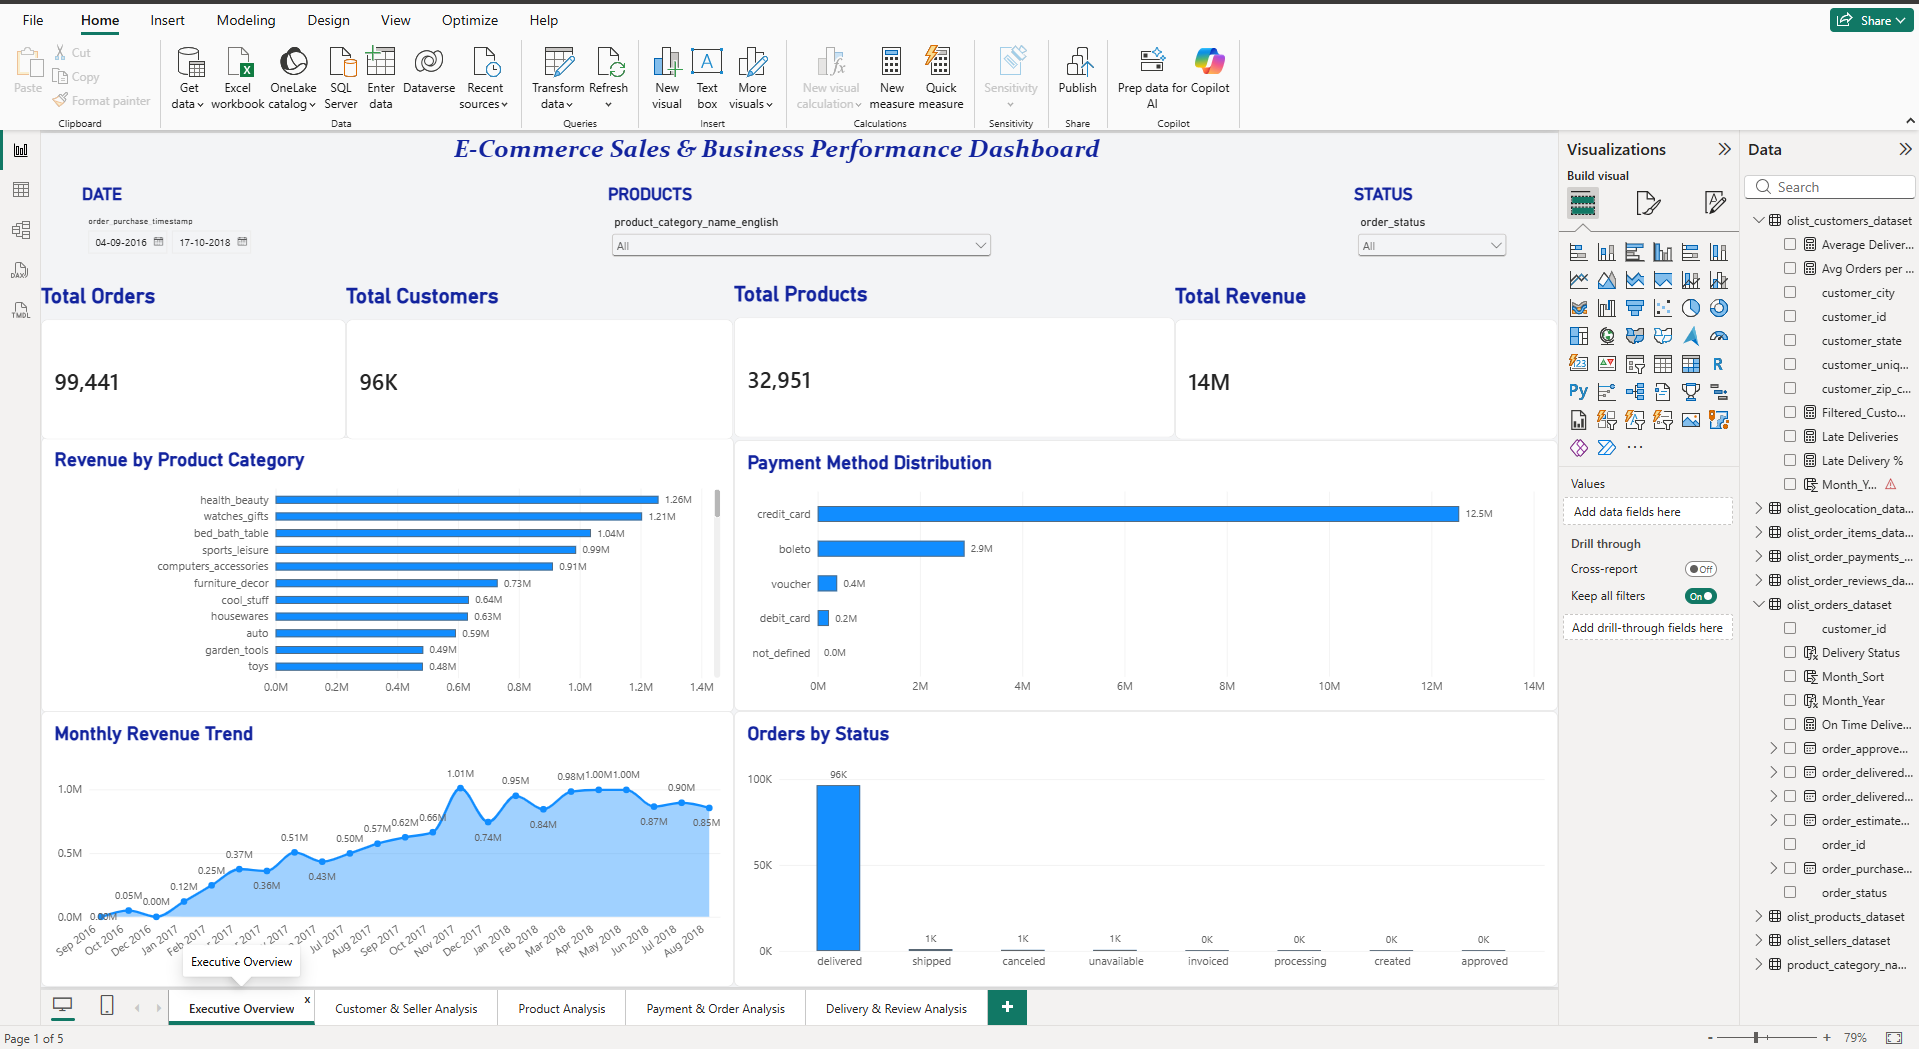 File Home Insert Modeling Design View Optimize Help
Share
Paste
Cut
Copy
Format painter
Clipboard
Get data
Excel workbook
OneLake catalog
SQL Server
Enter data
Dataverse
Recent sources
Data
Transform data
Refresh
Queries
New visual
Text box
More visuals
Insert
New visual calculation
New measure
Quick measure
Calculations
Sensitivity
Sensitivity
Publish
Share
Prep data for AI
Copilot
Copilot
E-Commerce Sales & Business Performance Dashboard
DATE
order_purchase_timestamp
04-09-2016 17-10-2018
PRODUCTS
product_category_name_english
All
STATUS
order_status
All
Total Orders
99,441
Total Customers
96K
Total Products
32,951
Total Revenue
14M
Revenue by Product Category
health_beauty 1.26M
watches_gifts 1.21M
bed_bath_table 1.04M
sports_leisure 0.99M
computers_accessories 0.91M
furniture_decor 0.73M
cool_stuff 0.64M
housewares 0.63M
auto 0.59M
garden_tools 0.49M
toys 0.48M
0.0M 0.2M 0.4M 0.6M 0.8M 1.0M 1.2M 1.4M
Payment Method Distribution
credit_card 12.5M
boleto 2.9M
voucher 0.4M
debit_card 0.2M
not_defined 0.0M
0M 2M 4M 6M 8M 10M 12M 14M
Monthly Revenue Trend
1.0M
0.5M
0.0M
0.00M 0.05M 0.00M 0.12M 0.25M 0.37M 0.36M 0.51M 0.43M 0.50M 0.57M 0.62M 0.66M 1.01M 0.74M 0.95M 0.84M 0.98M 1.00M 1.00M 0.87M 0.90M 0.85M
Sep 2016 Oct 2016 Dec 2016 Jan 2017 Feb 2017 2017 2017 2017 2017 Jul 2017 Aug 2017 Sep 2017 Oct 2017 Nov 2017 Dec 2017 Jan 2018 Feb 2018 Mar 2018 Apr 2018 May 2018 Jun 2018 Jul 2018 Aug 2018
Executive Overview
Orders by Status
100K
50K
0K
96K 1K 1K 1K 0K 0K 0K 0K
delivered shipped canceled unavailable invoiced processing created approved
Executive Overview x
Customer & Seller Analysis
Product Analysis
Payment & Order Analysis
Delivery & Review Analysis
+
Page 1 of 5
- + 79%
DAX
TMDL
Visualizations
Build visual
123
R
Py
...
Values
Add data fields here
Drill through
Cross-report Off
Keep all filters On
Add drill-through fields here
Data
Search
olist_customers_dataset
Average Deliver...
Avg Orders per ...
customer_city
customer_id
customer_state
customer_uniq...
customer_zip_c...
Filtered_Custo...
Late Deliveries
Late Delivery %
Month_Y...
olist_geolocation_data...
olist_order_items_data...
olist_order_payments_...
olist_order_reviews_da...
olist_orders_dataset
customer_id
Delivery Status
Month_Sort
Month_Year
On Time Delive...
order_approve...
order_delivered...
order_delivered...
order_estimate...
order_id
order_purchase...
order_status
olist_products_dataset
olist_sellers_dataset
product_category_na...